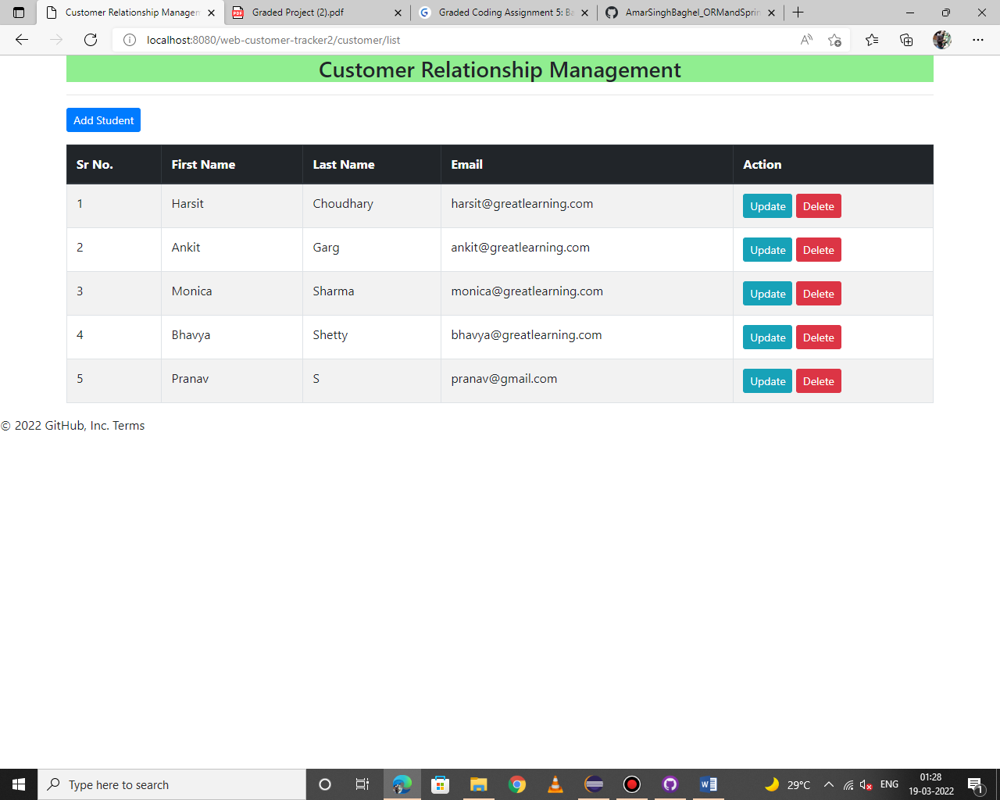 Customer Relationship Managem
Graded Project (2).pdf
Graded Coding Assignment 5: Ba
AmarSinghBaghel_ORMandSprin
localhost:8080/web-customer-tracker2/customer/list
Customer Relationship Management
Add Student
Sr No. First Name Last Name Email Action
1 Harsit Choudhary harsit@greatlearning.com Update Delete
2 Ankit Garg ankit@greatlearning.com Update Delete
3 Monica Sharma monica@greatlearning.com Update Delete
4 Bhavya Shetty bhavya@greatlearning.com Update Delete
5 Pranav S pranav@gmail.com Update Delete
© 2022 GitHub, Inc. Terms
Type here to search
29°C
ENG
01:28
19-03-2022
1